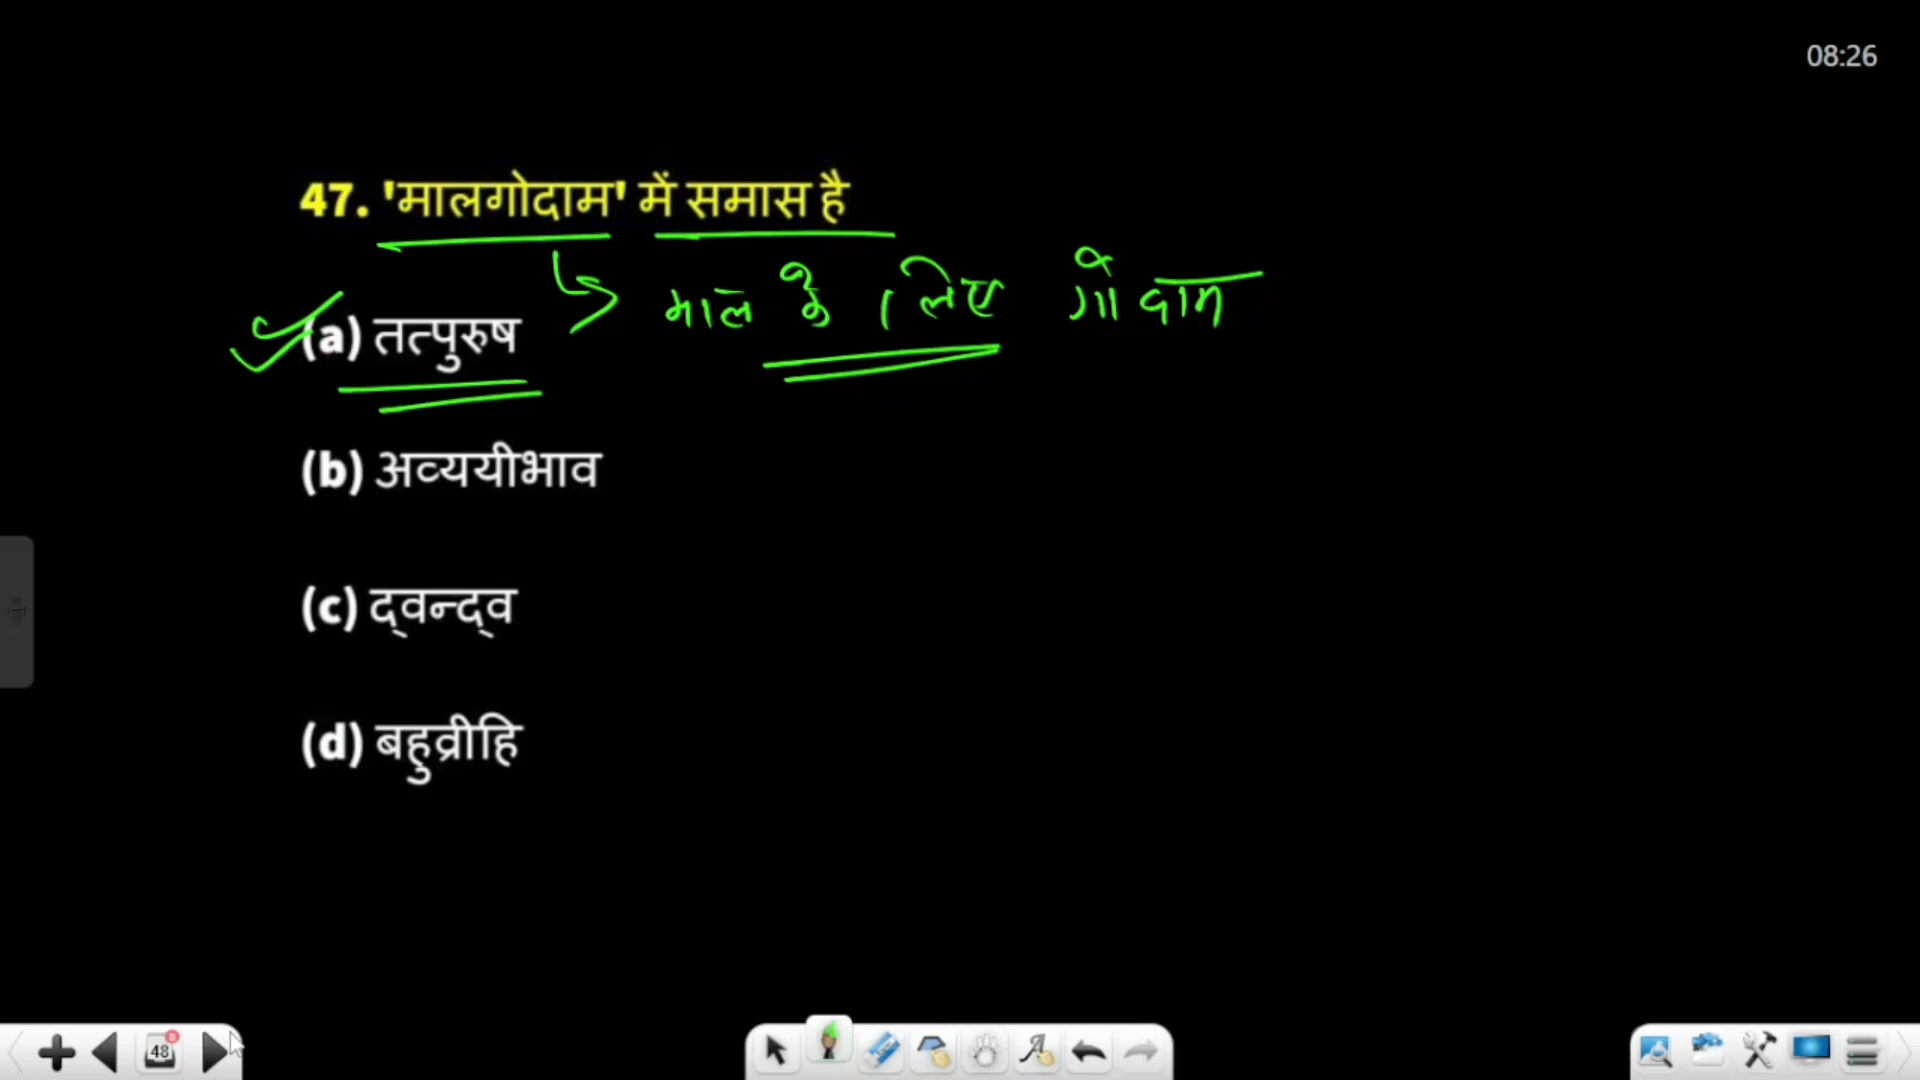 08:26
47. 'मालगोदाम' में समास है
माल के लिए गोदाम
(a) तत्पुरुष
(b) अव्ययीभाव
(c) द्वन्द्व
(d) बहुव्रीहि
48